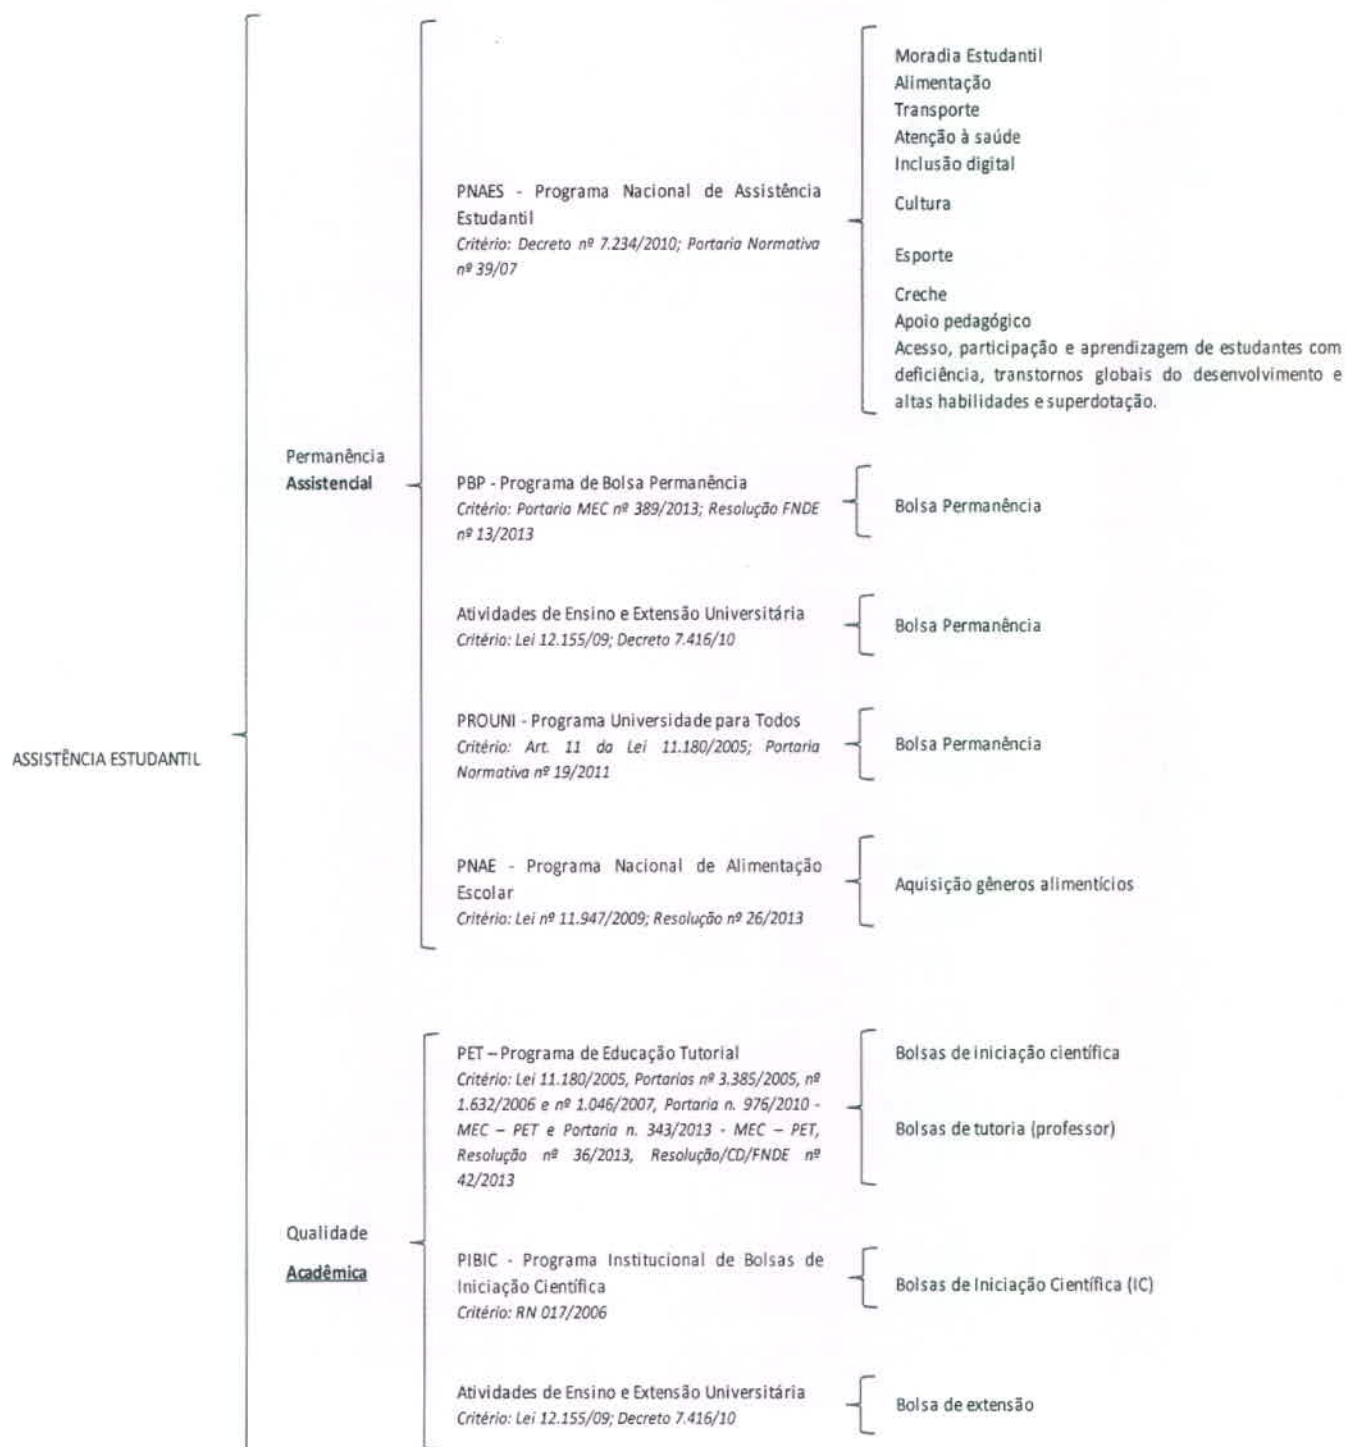 ASSISTÊNCIA ESTUDANTIL
Permanência
Assistencial
PNAES - Programa Nacional de Assistência
Estudantil
Critério: Decreto nº 7.234/2010; Portaria Normativa
nº 39/07
Moradia Estudantil
Alimentação
Transporte
Atenção à saúde
Inclusão digital
Cultura
Esporte
Creche
Apoio pedagógico
Acesso, participação e aprendizagem de estudantes com
deficiência, transtornos globais do desenvolvimento e
altas habilidades e superdotação.
PBP - Programa de Bolsa Permanência
Critério: Portaria MEC nº 389/2013; Resolução FNDE
nº 13/2013
Bolsa Permanência
Atividades de Ensino e Extensão Universitária
Critério: Lei 12.155/09; Decreto 7.416/10
Bolsa Permanência
PROUNI - Programa Universidade para Todos
Critério: Art. 11 da Lei 11.180/2005; Portaria
Normativa nº 19/2011
Bolsa Permanência
PNAE - Programa Nacional de Alimentação
Escolar
Critério: Lei nº 11.947/2009; Resolução nº 26/2013
Aquisição gêneros alimentícios
Qualidade
Acadêmica
PET – Programa de Educação Tutorial
Critério: Lei 11.180/2005, Portarias nº 3.385/2005, nº
1.632/2006 e nº 1.046/2007, Portaria n. 976/2010 -
MEC – PET e Portaria n. 343/2013 - MEC – PET,
Resolução nº 36/2013, Resolução/CD/FNDE nº
42/2013
Bolsas de iniciação científica
Bolsas de tutoria (professor)
PIBIC - Programa Institucional de Bolsas de
Iniciação Científica
Critério: RN 017/2006
Bolsas de Iniciação Científica (IC)
Atividades de Ensino e Extensão Universitária
Critério: Lei 12.155/09; Decreto 7.416/10
Bolsa de extensão